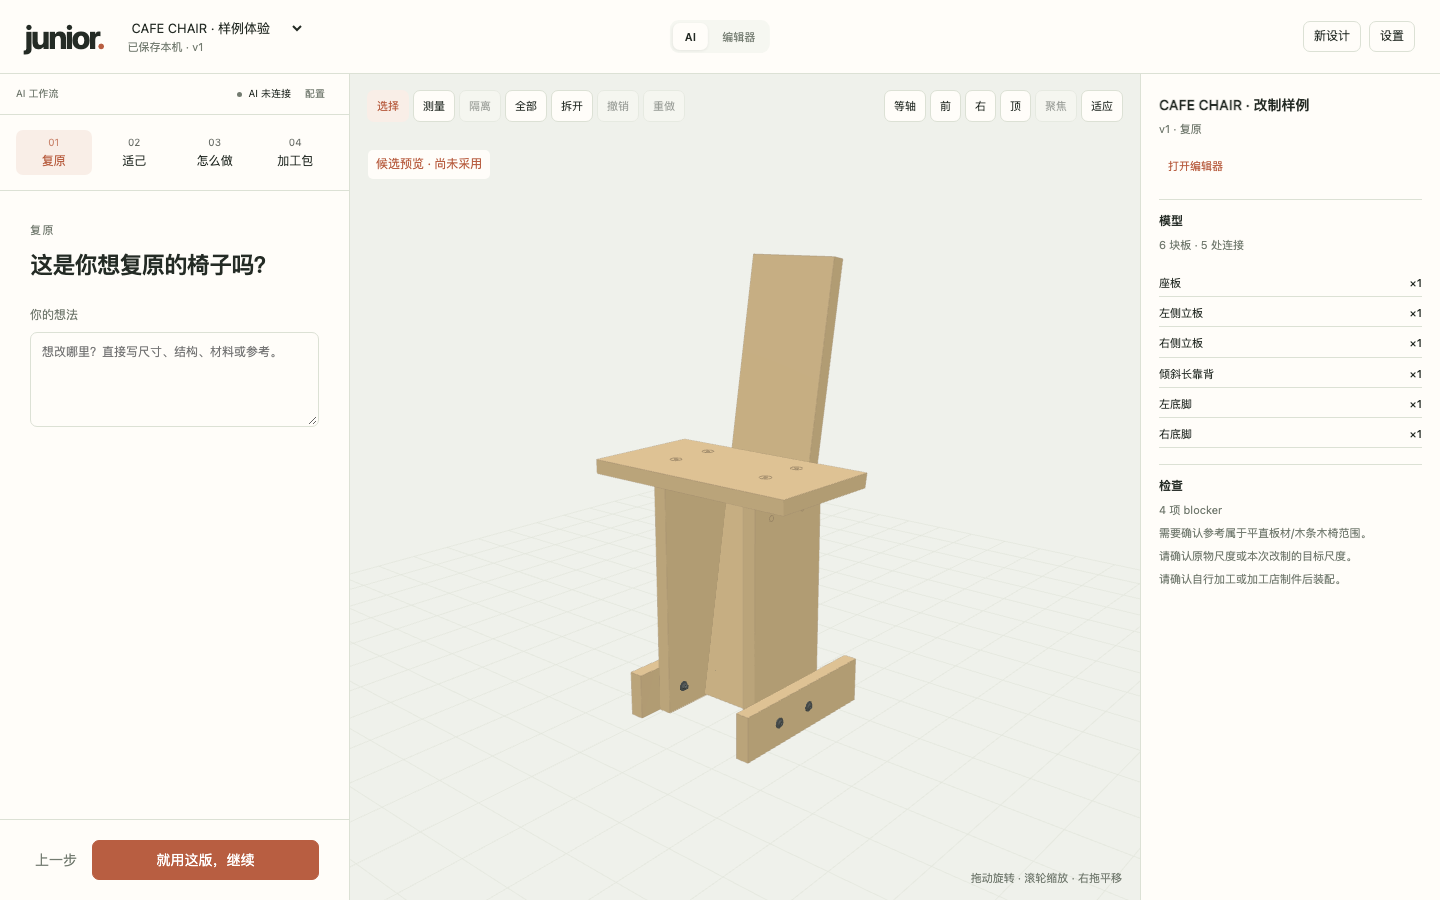 junior.
CAFE CHAIR · 样例体验
已保存本机 · v1
AI
编辑器
新设计
设置
AI 工作流
AI 未连接
配置
01
复原
02
适己
03
怎么做
04
加工包
复原
这是你想复原的椅子吗?
你的想法
想改哪里？直接写尺寸、结构、材料或参考。
上一步
就用这版，继续
选择
测量
隔离
全部
拆开
撤销
重做
等轴
前
右
顶
聚焦
适应
候选预览 · 尚未采用
拖动旋转 · 滚轮缩放 · 右拖平移
CAFE CHAIR · 改制样例
v1 · 复原
打开编辑器
模型
6 块板 · 5 处连接
座板 ×1
左侧立板 ×1
右侧立板 ×1
倾斜长靠背 ×1
左底脚 ×1
右底脚 ×1
检查
4 项 blocker
需要确认参考属于平直板材/木条木椅范围。
请确认原物尺度或本次改制的目标尺度。
请确认自行加工或加工店制件后装配。